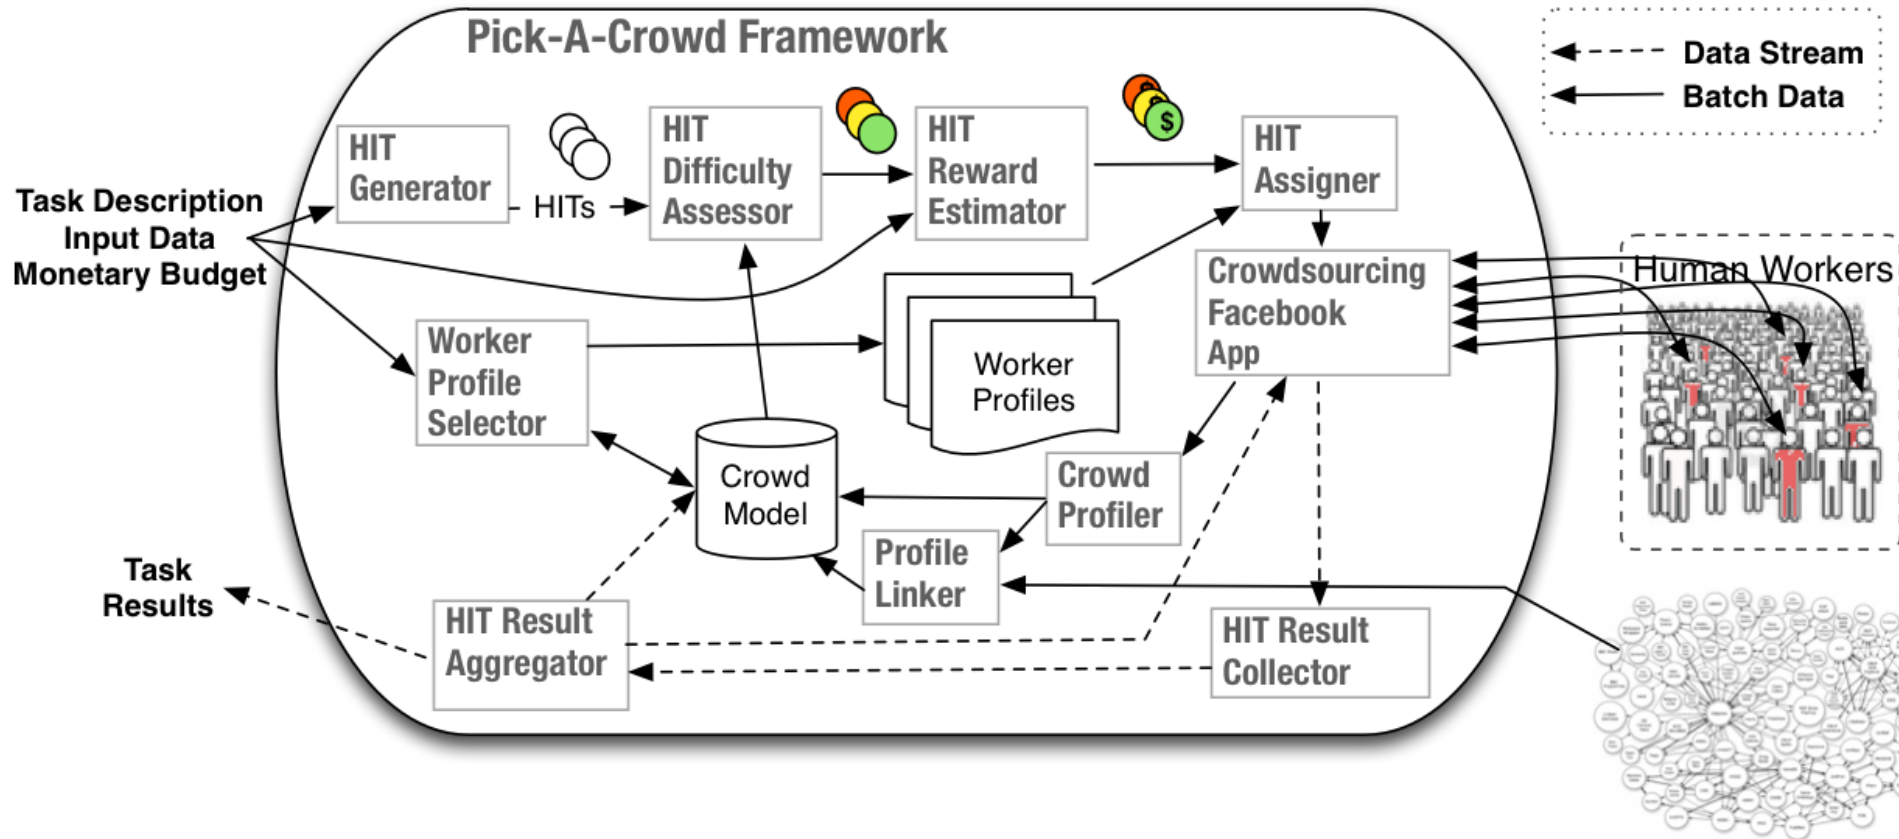 Pick-A-Crowd Framework
Data Stream
Batch Data
HIT
Generator
HITs
HIT
Difficulty
Assessor
HIT
Reward
Estimator
$
HIT
Assigner
Task Description
Input Data
Monetary Budget
Crowdsourcing
Facebook
App
Human Workers
Worker
Profile
Selector
Worker
Profiles
Crowd
Model
Crowd
Profiler
Profile
Linker
Task
Results
HIT Result
Aggregator
HIT Result
Collector